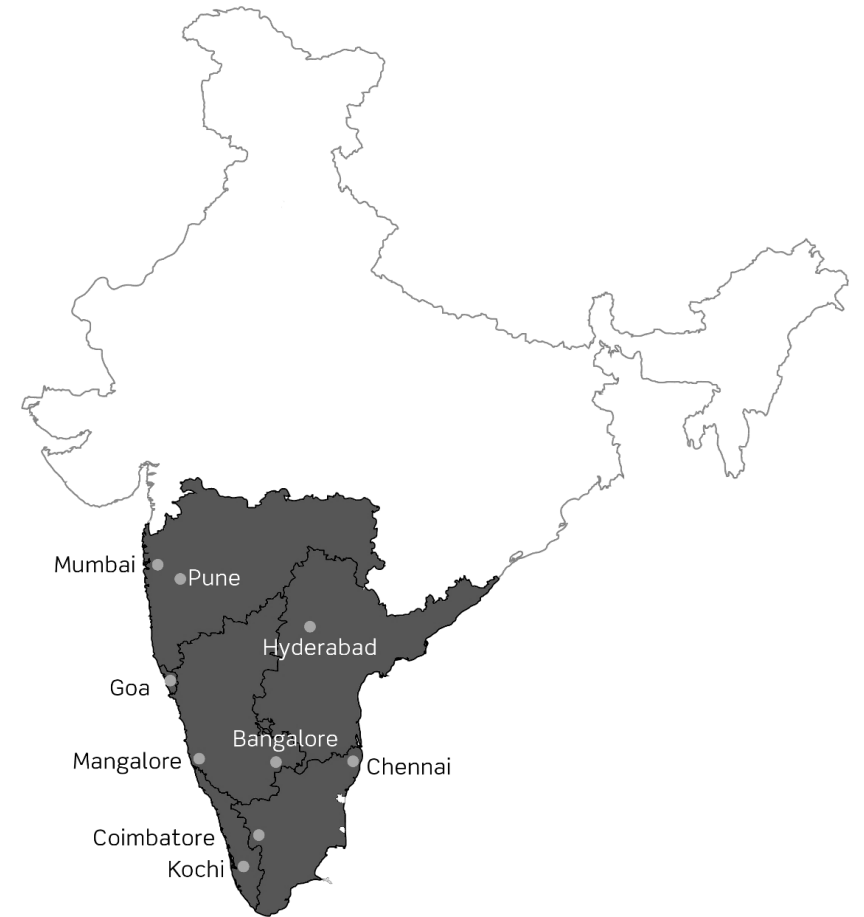 Mumbai
Pune
Hyderabad
Goa
Bangalore
Mangalore
Chennai
Coimbatore
Kochi